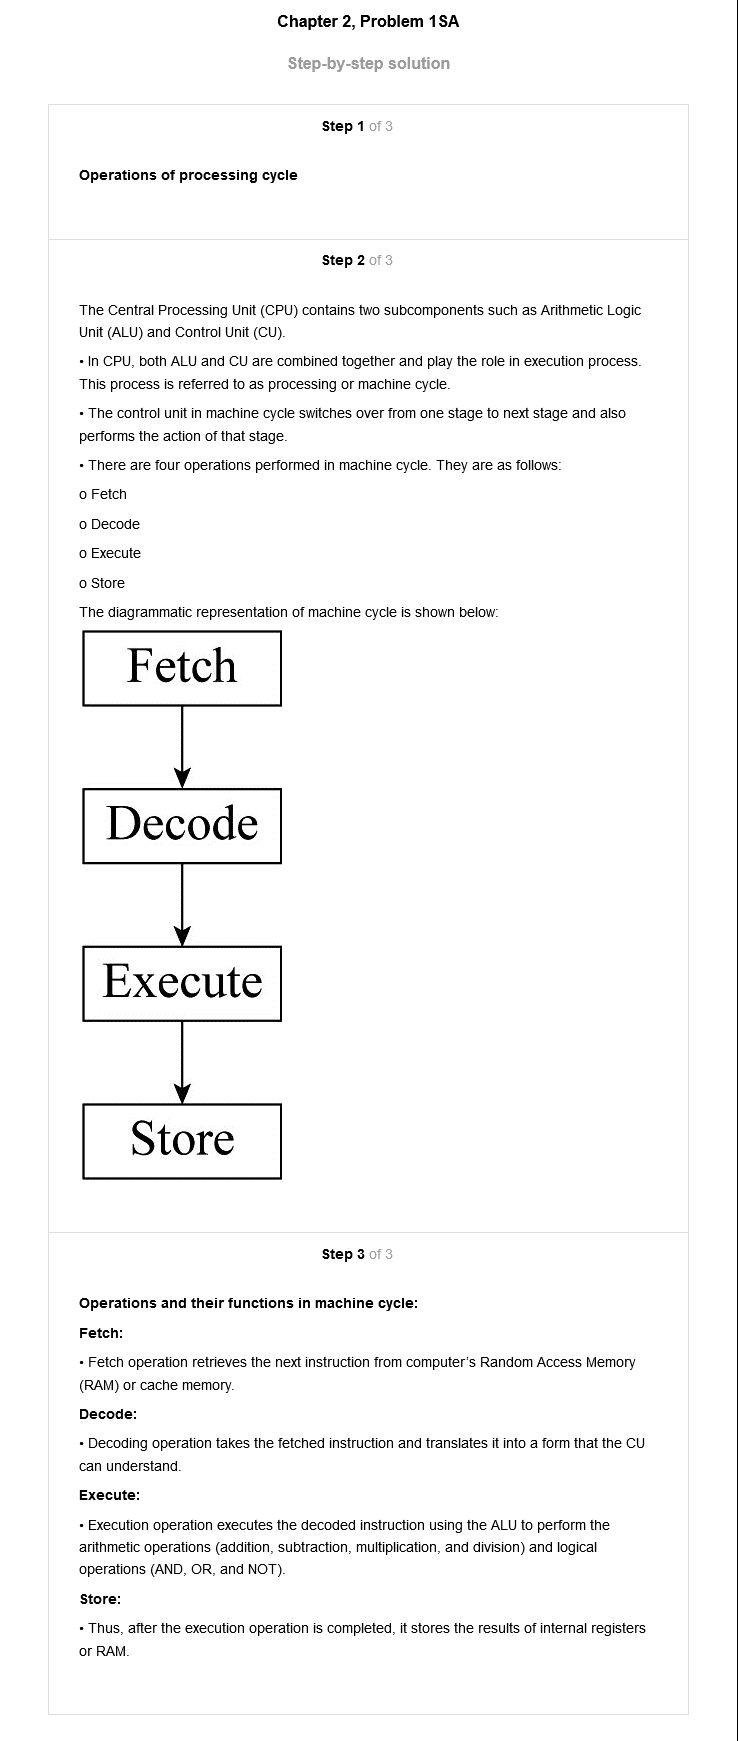 Chapter 2, Problem 1SA
Step-by-step solution
Step 1 of 3
Operations of processing cycle
Step 2 of 3
The Central Processing Unit (CPU) contains two subcomponents such as Arithmetic Logic
Unit (ALU) and Control Unit (CU).
• In CPU, both ALU and CU are combined together and play the role in execution process.
This process is referred to as processing or machine cycle.
• The control unit in machine cycle switches over from one stage to next stage and also
performs the action of that stage.
• There are four operations performed in machine cycle. They are as follows:
o Fetch
o Decode
o Execute
o Store
The diagrammatic representation of machine cycle is shown below:
Fetch
Decode
Execute
Store
Step 3 of 3
Operations and their functions in machine cycle:
Fetch:
• Fetch operation retrieves the next instruction from computer’s Random Access Memory
(RAM) or cache memory.
Decode:
• Decoding operation takes the fetched instruction and translates it into a form that the CU
can understand.
Execute:
• Execution operation executes the decoded instruction using the ALU to perform the
arithmetic operations (addition, subtraction, multiplication, and division) and logical
operations (AND, OR, and NOT).
Store:
• Thus, after the execution operation is completed, it stores the results of internal registers
or RAM.